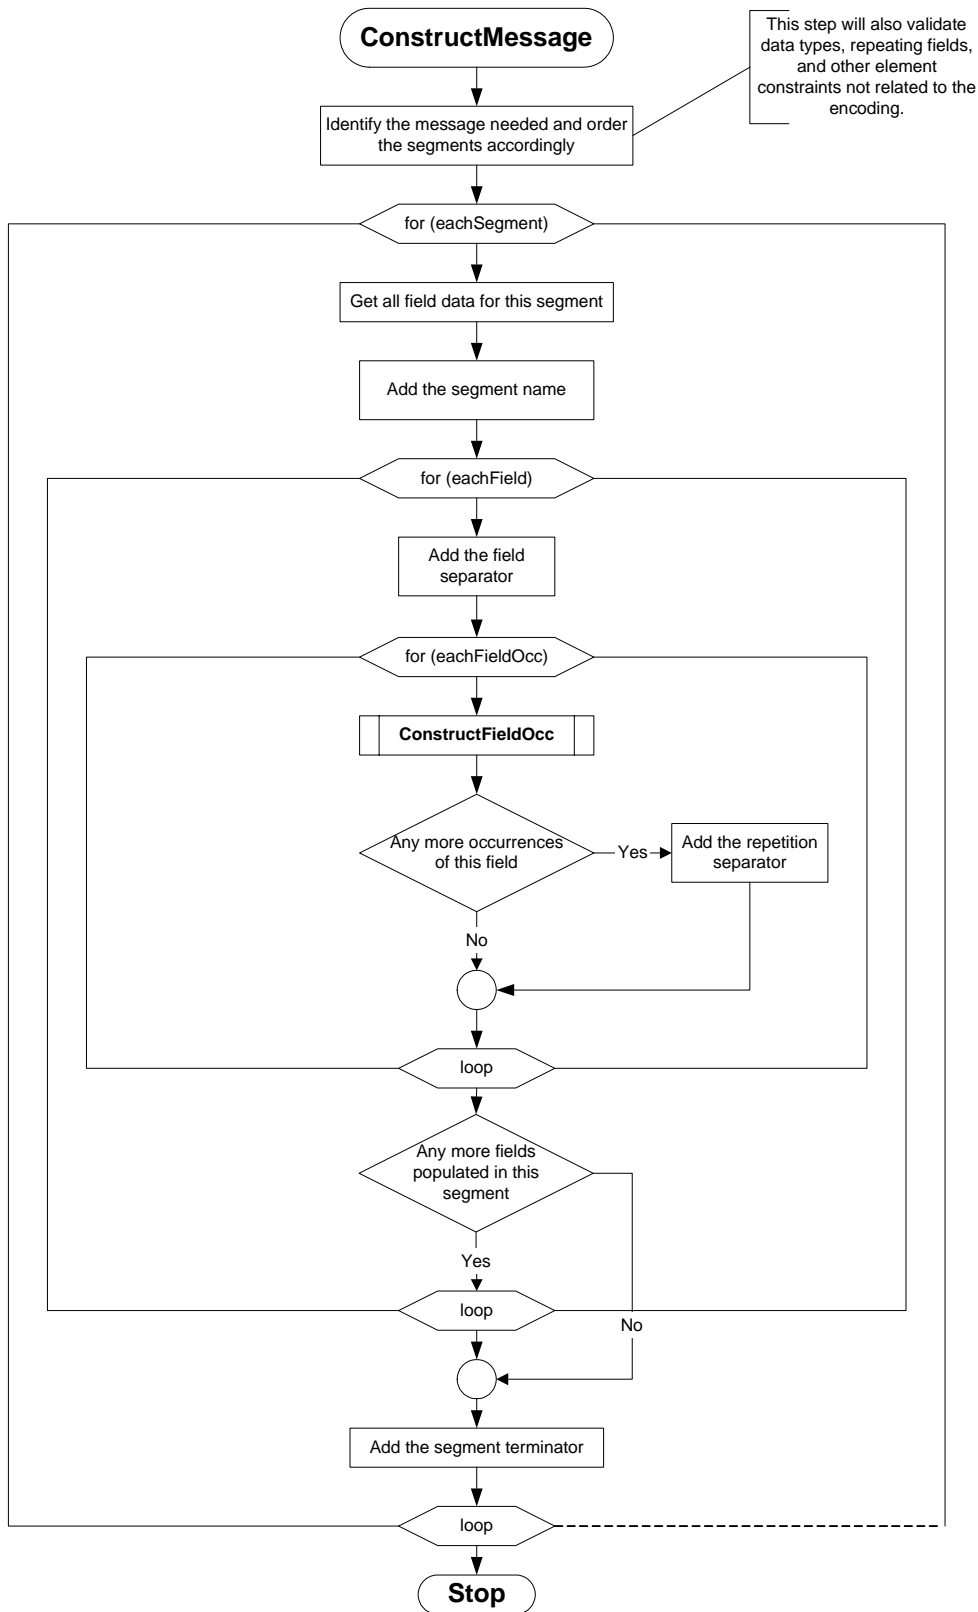 ConstructMessage
This step will also validate
data types, repeating fields,
and other element
constraints not related to the
encoding.
Identify the message needed and order
the segments accordingly
for (eachSegment)
Get all field data for this segment
Add the segment name
for (eachField)
Add the field
separator
for (eachFieldOcc)
ConstructFieldOcc
Any more occurrences
of this field
Yes
Add the repetition
separator
No
loop
Any more fields
populated in this
segment
Yes
loop
No
Add the segment terminator
loop
Stop